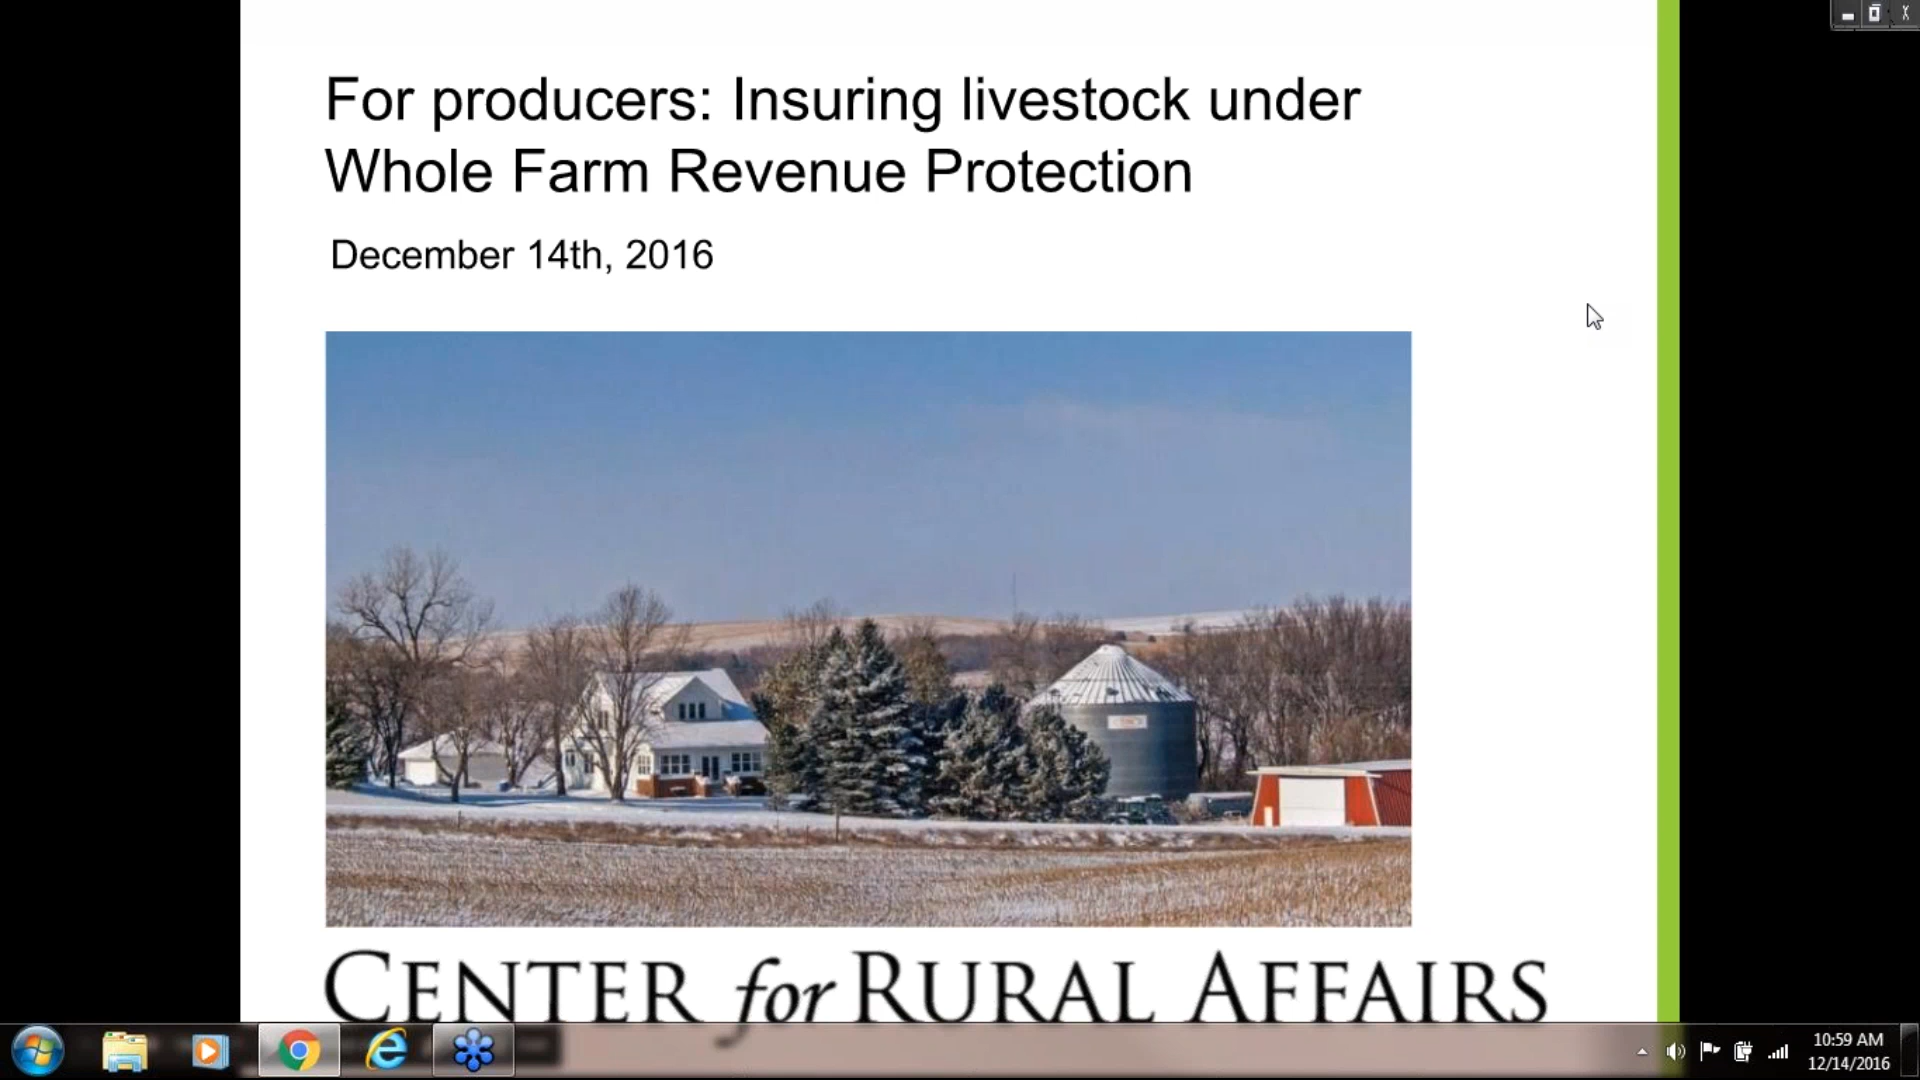 For producers: Insuring livestock under
Whole Farm Revenue Protection
December 14th, 2016
CENTER for RURAL AFFAIRS
10:59 AM
12/14/2016